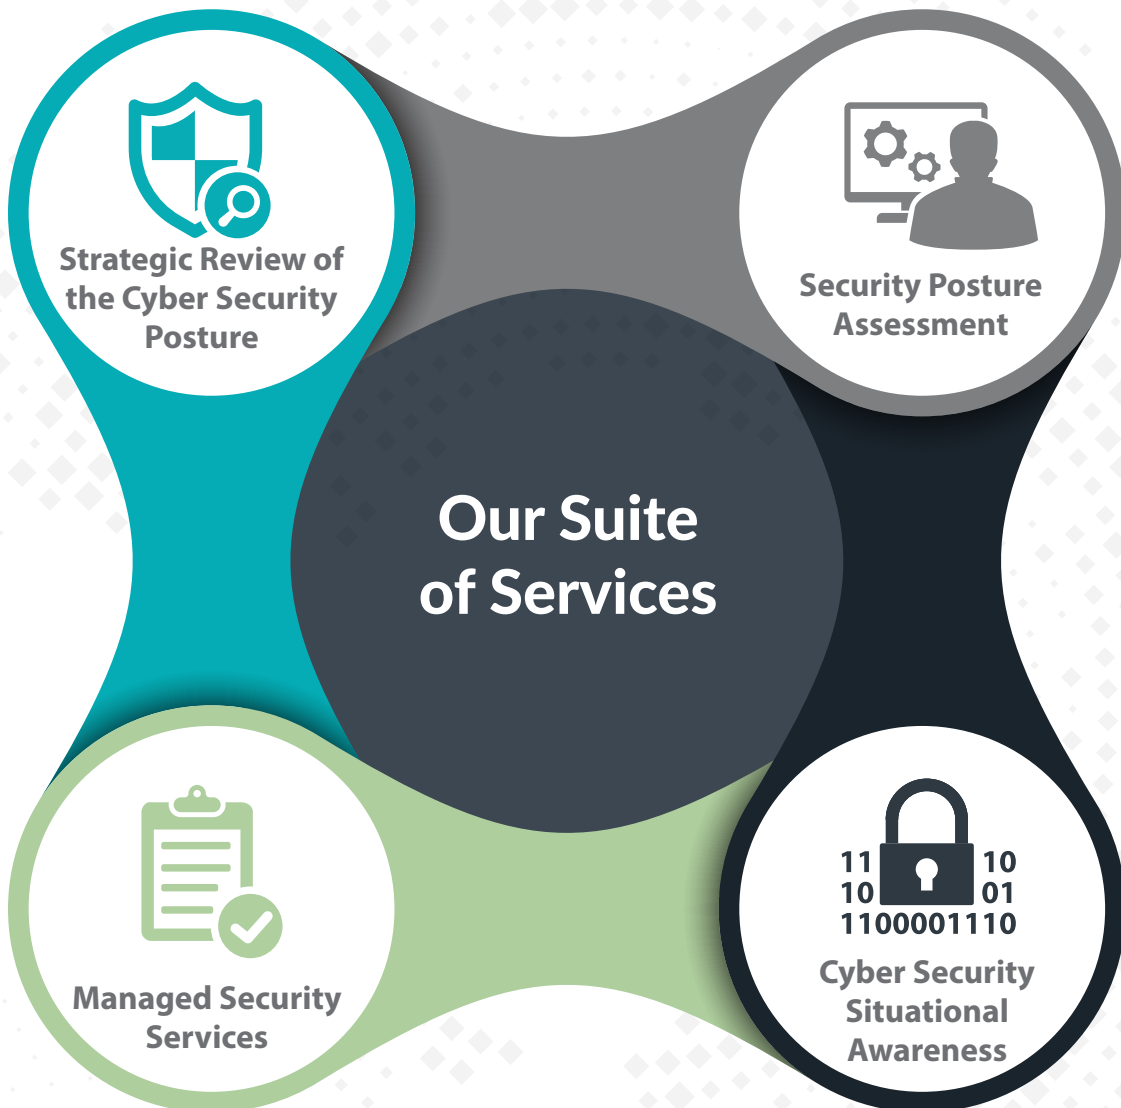 Strategic Review of
the Cyber Security
Posture
Security Posture
Assessment
Our Suite
of Services
Managed Security
Services
11 10
10 01
1100001110
Cyber Security
Situational
Awareness